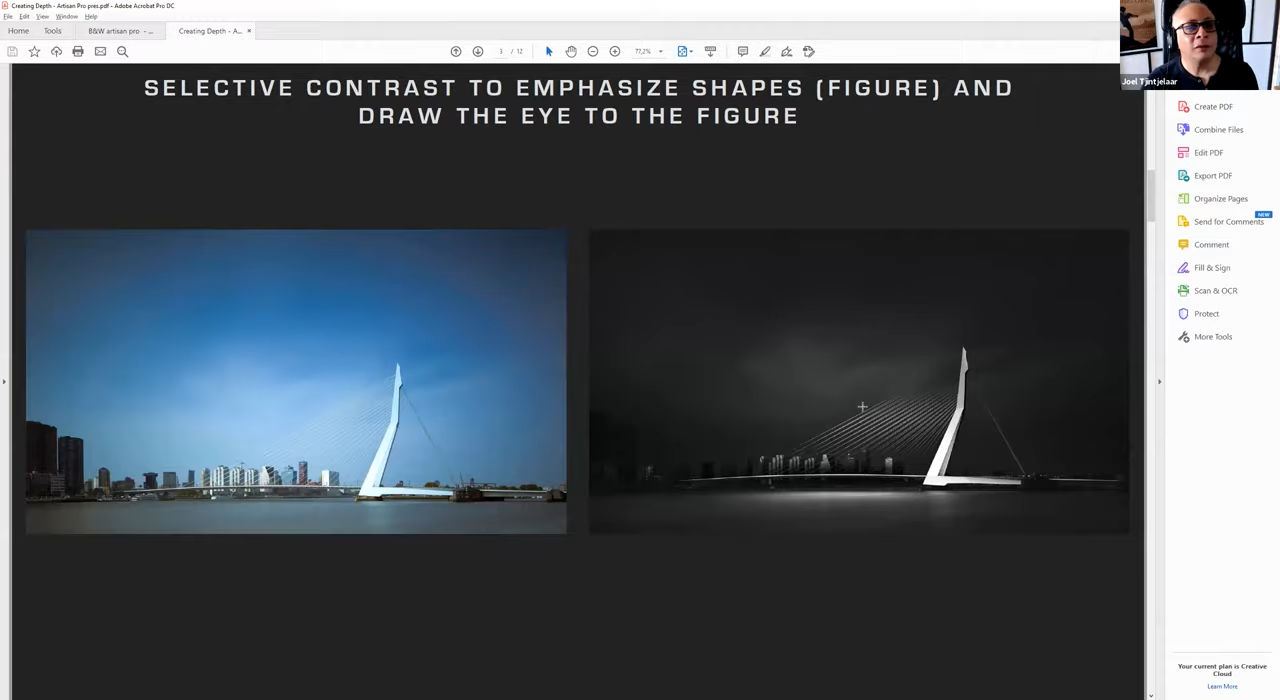 Creating Depth - Artisan Pro pres.pdf - Adobe Acrobat Pro DC
File Edit View Window Help
Home Tools B&W artisan pro - ... Creating Depth - A... ×
3 / 12 77,2%
Joel Tjintjelaar
SELECTIVE CONTRAST TO EMPHASIZE SHAPES (FIGURE) AND
DRAW THE EYE TO THE FIGURE
Create PDF
Combine Files
Edit PDF
Export PDF
Organize Pages
NEW
Send for Comments
Comment
Fill & Sign
Scan & OCR
Protect
More Tools
Your current plan is Creative
Cloud
Learn More